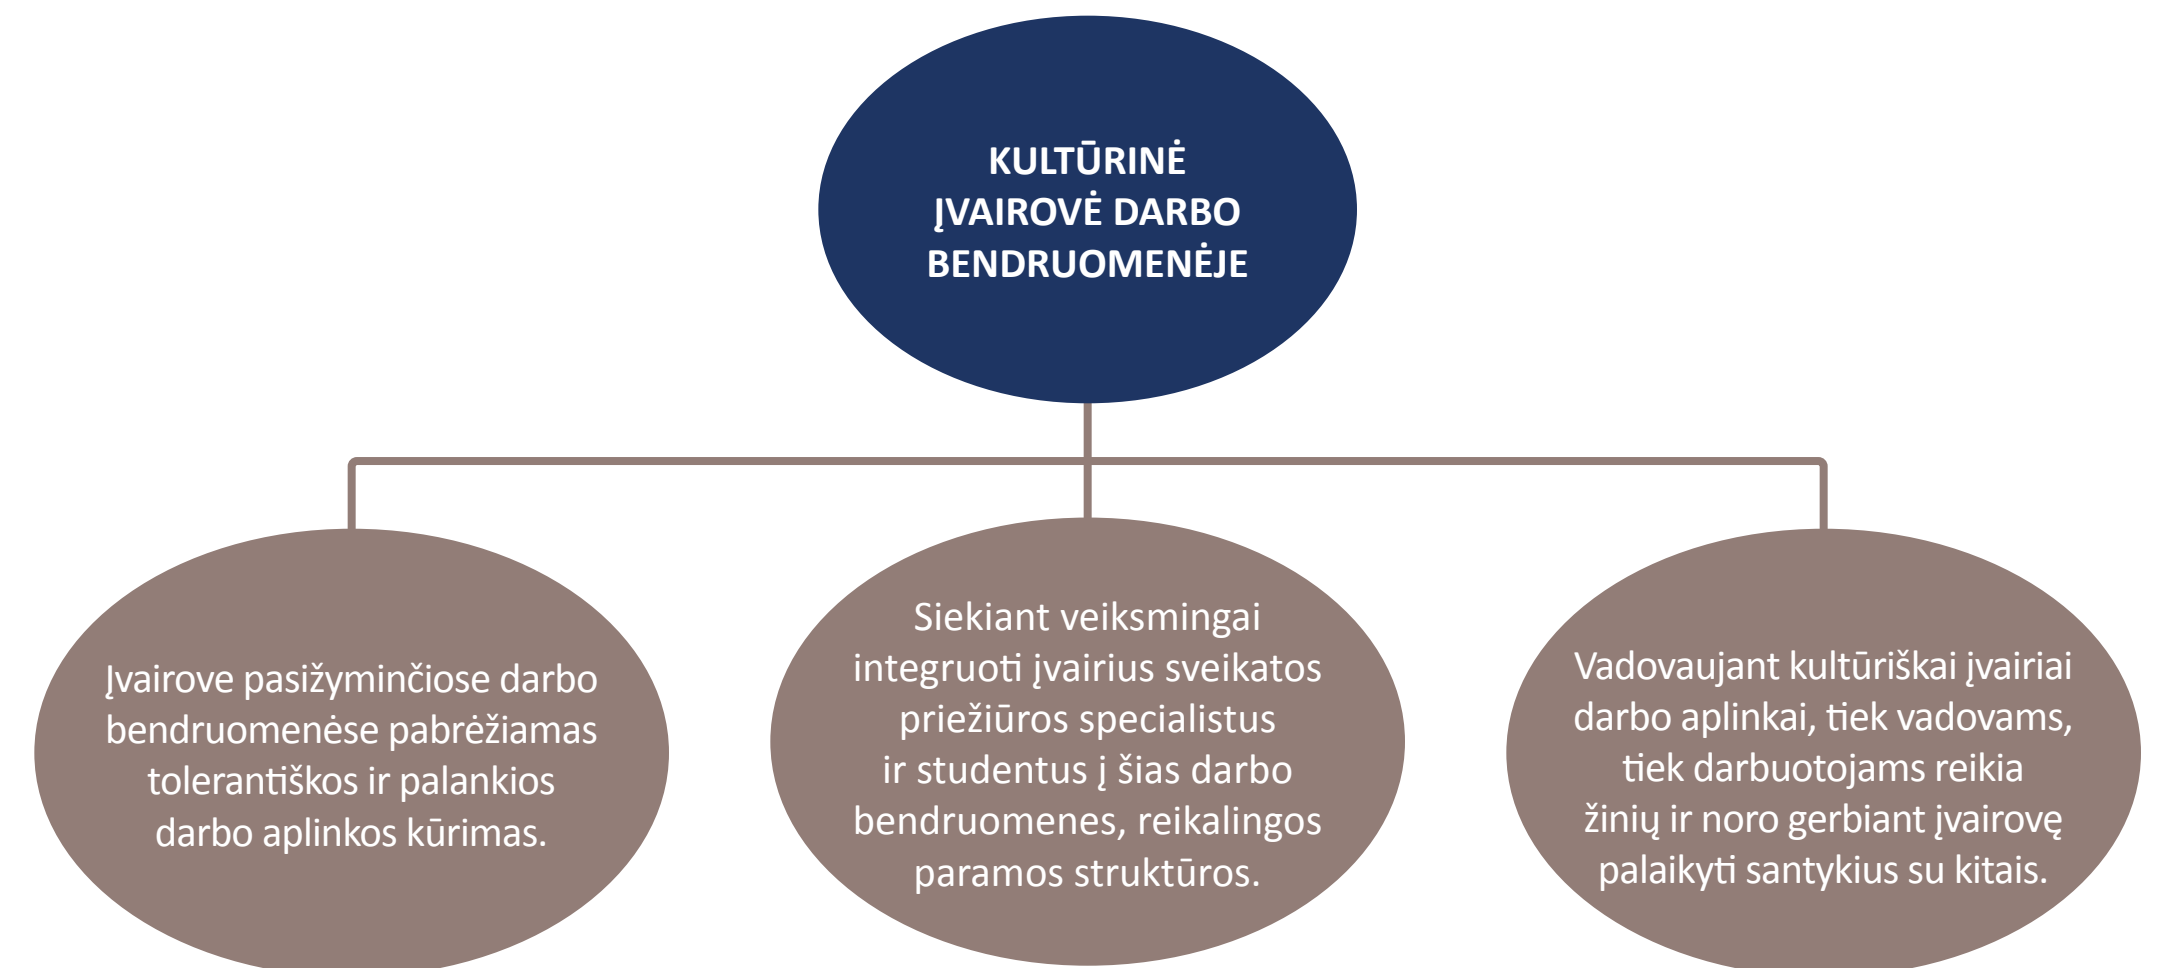 KULTŪRINĖ
ĮVAIROVĖ DARBO
BENDRUOMENĖJE
Įvairove pasižyminčiose darbo
bendruomenėse pabrėžiamas
tolerantiškos ir palankios
darbo aplinkos kūrimas.
Siekiant veiksmingai
integruoti įvairius sveikatos
priežiūros specialistus
ir studentus į šias darbo
bendruomenes, reikalingos
paramos struktūros.
Vadovaujant kultūriškai įvairiai
darbo aplinkai, tiek vadovams,
tiek darbuotojams reikia
žinių ir noro gerbiant įvairovę
palaikyti santykius su kitais.